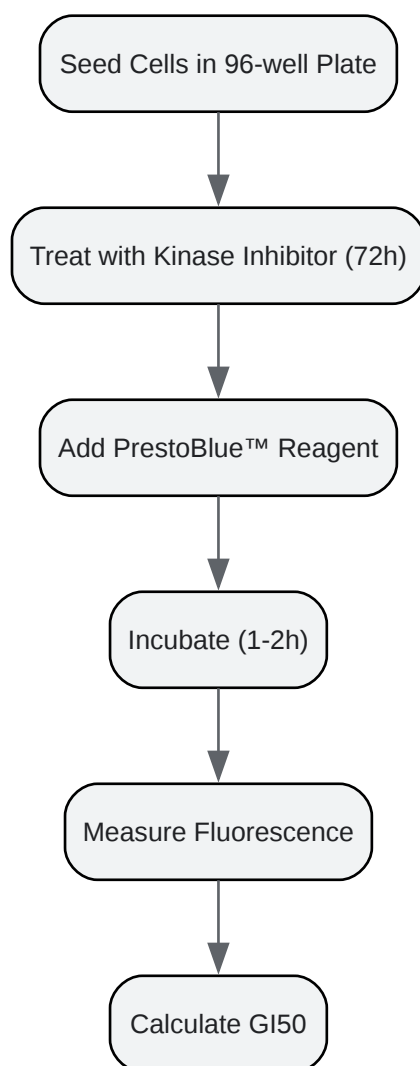 Seed Cells in 96-well Plate
Treat with Kinase Inhibitor (72h)
Add PrestoBlue™ Reagent
Incubate (1-2h)
Measure Fluorescence
Calculate GI50